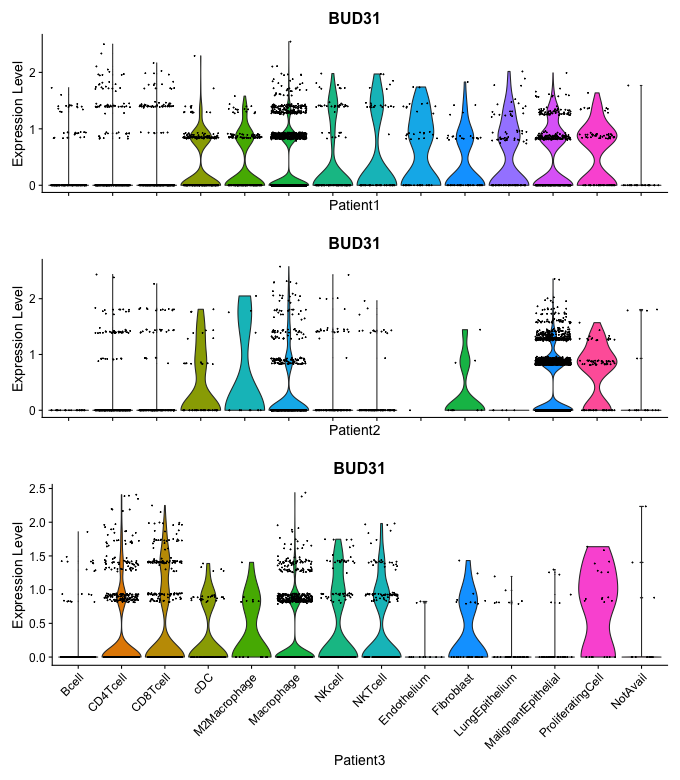 BUD31
Expression Level
2
1
0
Patient1
BUD31
Expression Level
2
1
0
Patient2
BUD31
Expression Level
2.5
2.0
1.5
1.0
0.5
0.0
Bcell
CD4Tcell
CD8Tcell
cDC
M2Macrophage
Macrophage
NKcell
NKTcell
Endothelium
Fibroblast
LungEpithelium
MalignantEpithelial
ProliferatingCell
NotAvail
Patient3